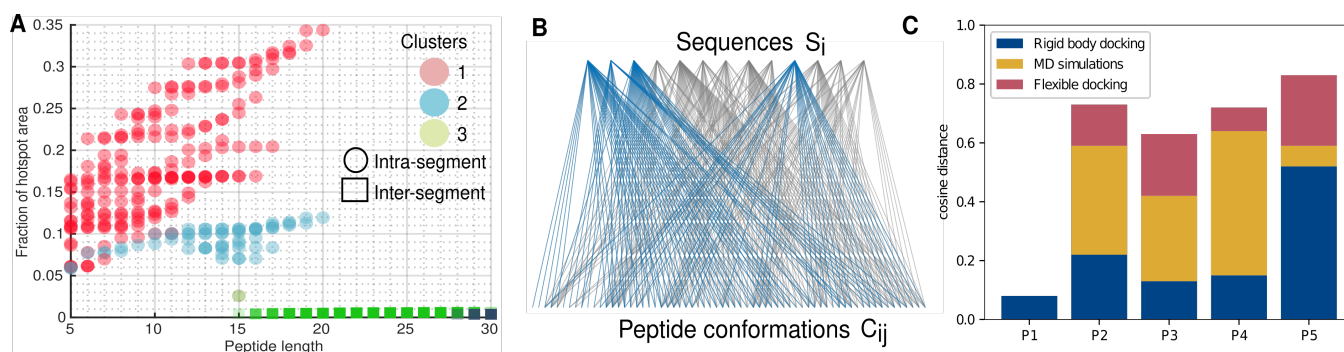 A
0.35
0.3
0.25
0.2
0.15
0.1
0.05
0
Fraction of hotspot area
5
10
15
20
25
30
Peptide length
Clusters
1
2
3
Intra-segment
Inter-segment
B
Sequences Si
Peptide conformations Cij
C
1.0
0.8
0.6
0.4
0.2
0.0
cosine distance
Rigid body docking
MD simulations
Flexible docking
P1
P2
P3
P4
P5